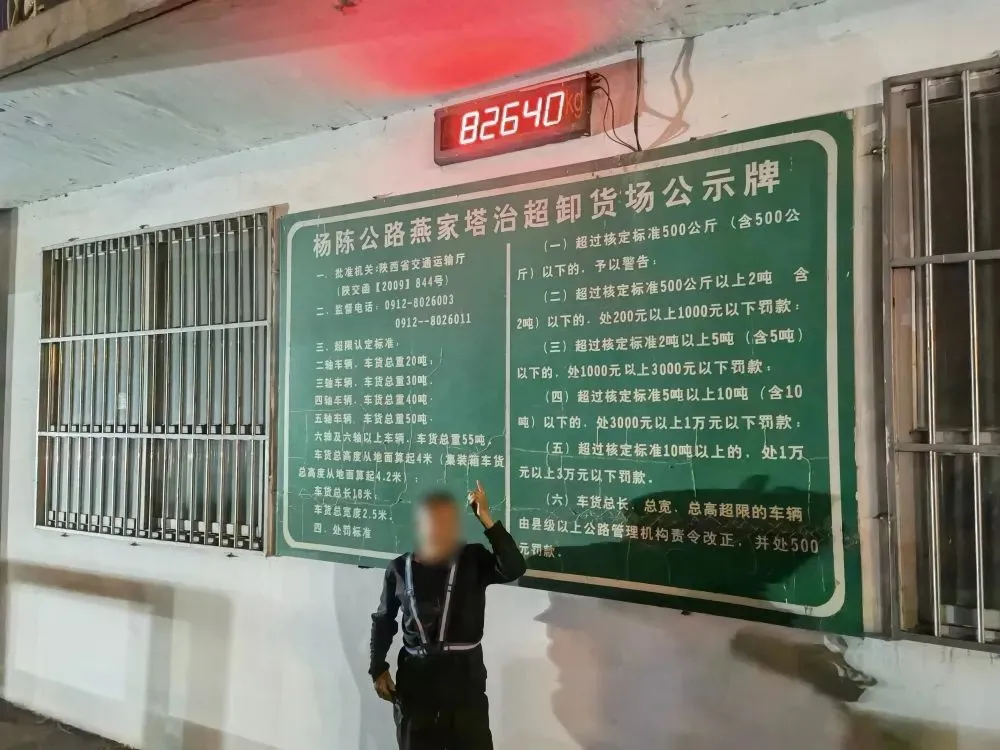 82640kg
杨陈公路燕家塔治超卸货场公示牌
一、批准机关:陕西省交通运输厅
(陕交函【2009】844号)
二、监督电话:0912-8026003
0912--8026011
三、超限认定标准:
二轴车辆、车货总重20吨;
三轴车辆、车货总重30吨、
四轴车辆、车货总重40吨;
五轴车辆、车货总重50吨、
六轴及六轴以上车辆、车货总重55吨、
车货总高度从地面算起4米(集装箱车货
总高度从地面算起4.2米);
车货总长18米、
车货总宽度2.5米、
四、处罚标准
(一)超过核定标准500公斤(含500公
斤)以下的、予以警告;
(二)超过核定标准500公斤以上2吨 含
2吨)以下的、处200元以上1000元以下罚款;
(三)超过核定标准2吨以上5吨(含5吨)
以下的、处1000元以上3000元以下罚款;
(四)超过核定标准5吨以上10吨(含10
吨)以下的、处3000元以上1万元以下罚款;
(五)超过核定标准10吨以上的、处1万
元以上3万元以下罚款。
(六)车货总长、总宽、总高超限的车辆
由县级以上公路管理机构责令改正、并处500
元罚款。